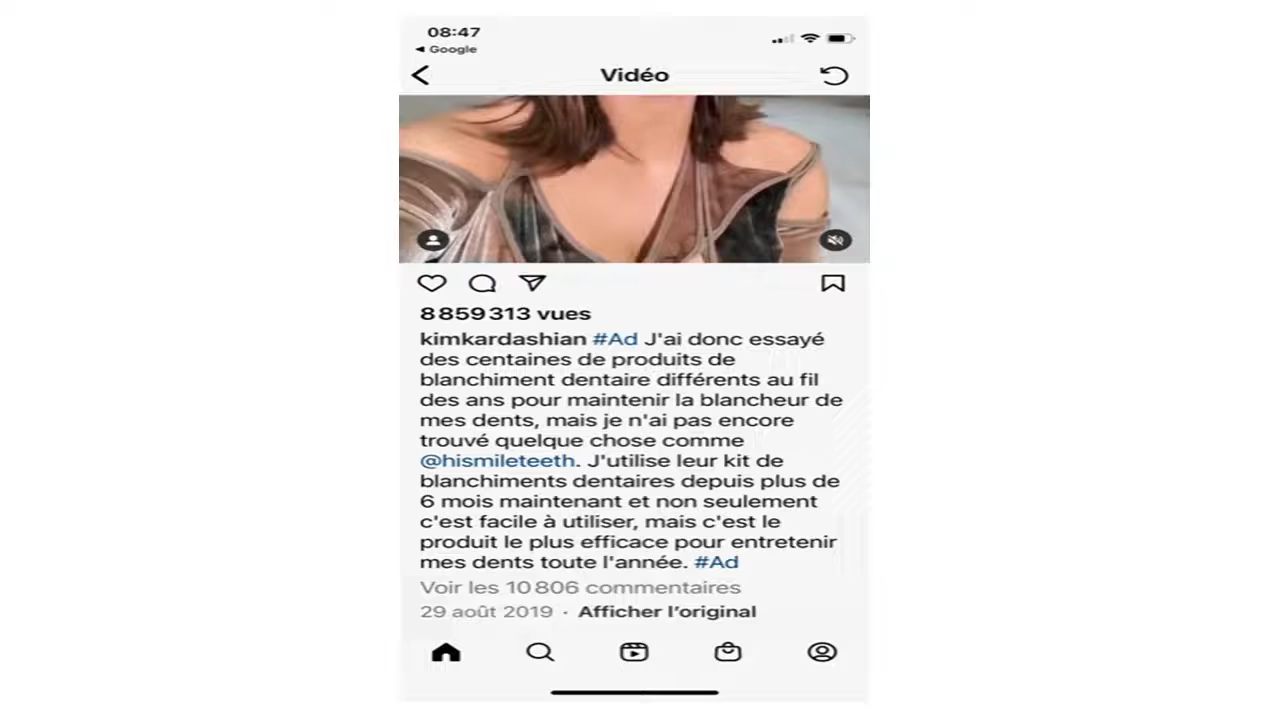 08:47
◄ Google
Vidéo
8 859 313 vues
kimkardashian #Ad J'ai donc essayé
des centaines de produits de
blanchiment dentaire différents au fil
des ans pour maintenir la blancheur de
mes dents, mais je n'ai pas encore
trouvé quelque chose comme
@hismileteeth. J'utilise leur kit de
blanchiments dentaires depuis plus de
6 mois maintenant et non seulement
c'est facile à utiliser, mais c'est le
produit le plus efficace pour entretenir
mes dents toute l'année. #Ad
Voir les 10 806 commentaires
29 août 2019 · Afficher l'original